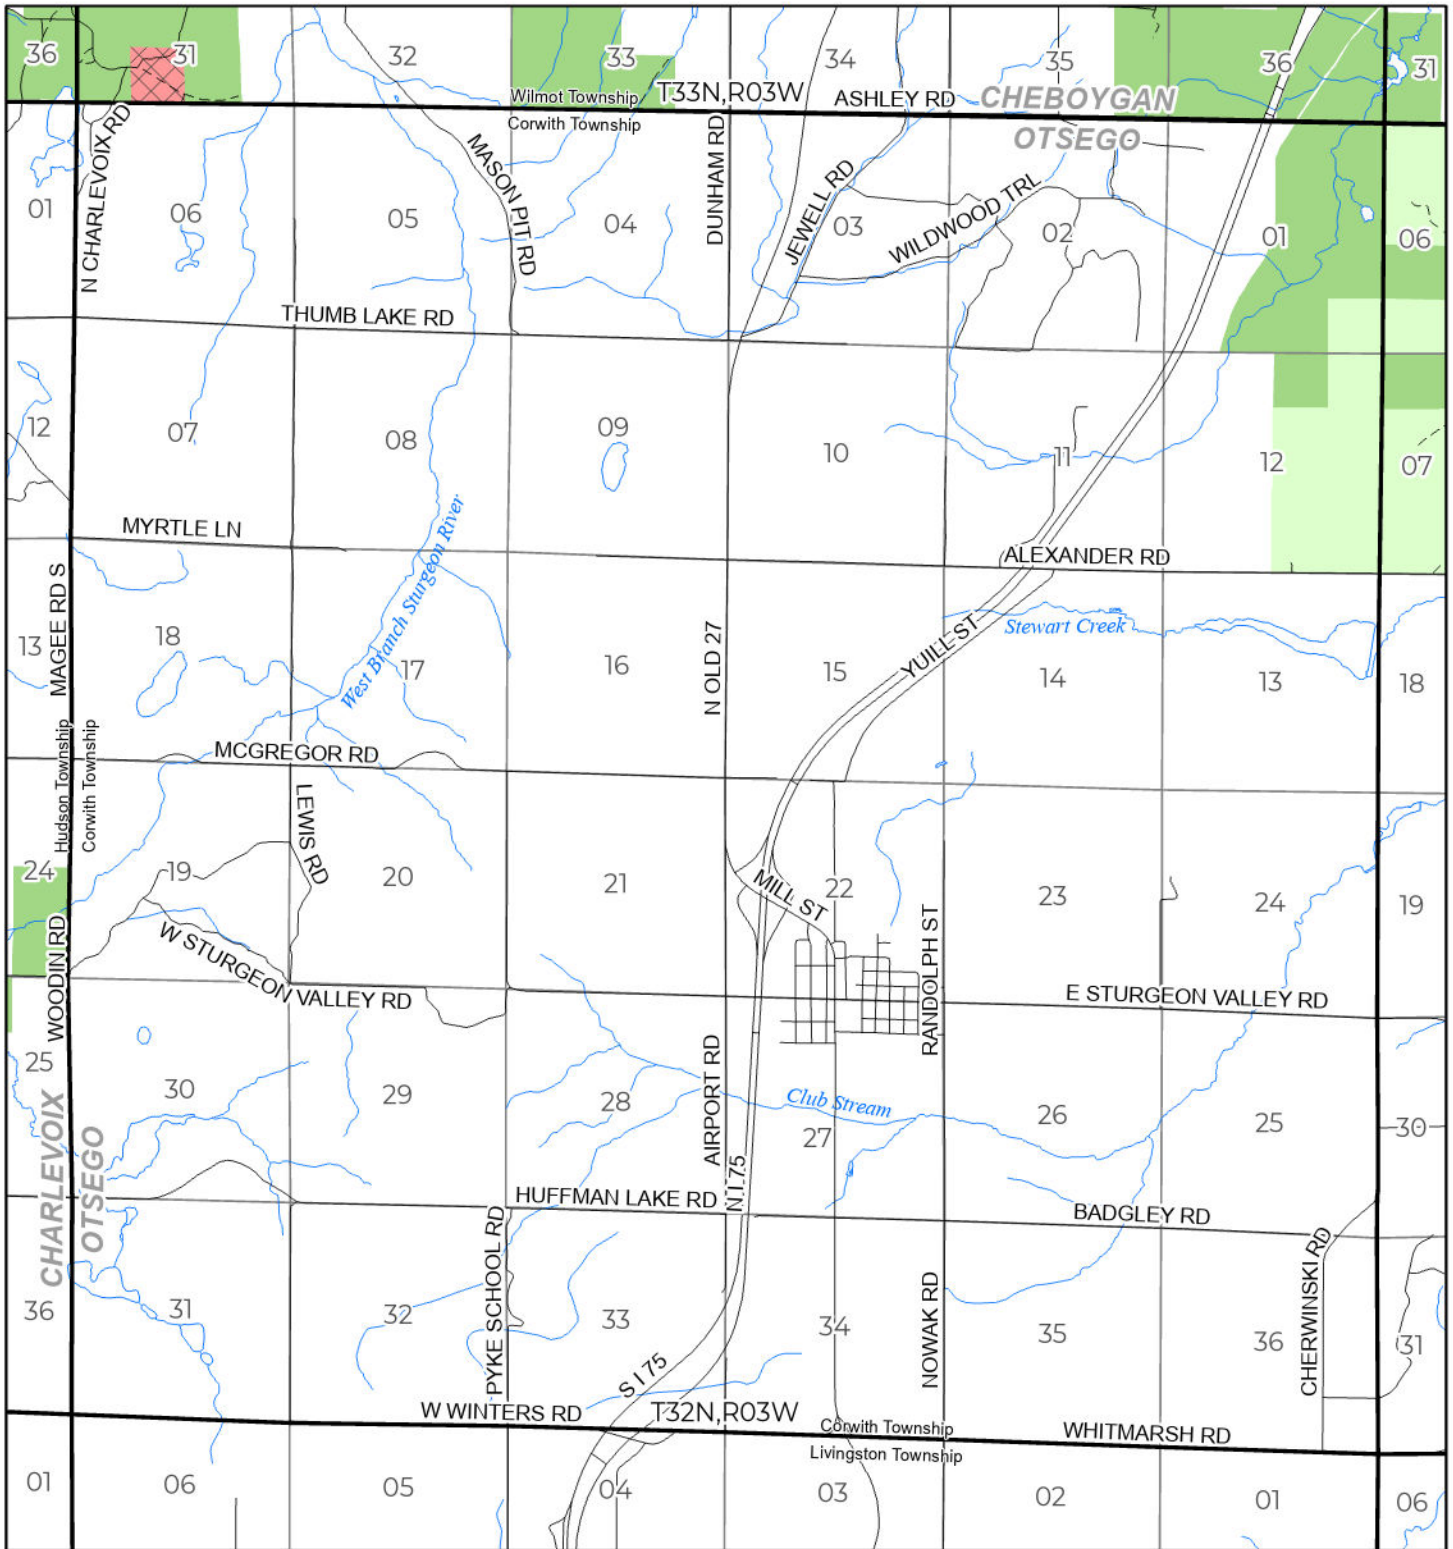 36
31
32
33
34
35
36
31
Wilmot Township
T33N,R03W
ASHLEY RD
CHEBOYGAN
Corwith Township
OTSEGO
N CHARLEVOIX RD
MASON PIT RD
DUNHAM RD
JEWELL RD
WILDWOOD TRL
01
06
05
04
03
02
01
06
THUMB LAKE RD
12
07
08
09
10
11
12
07
MYRTLE LN
West Branch Sturgeon River
ALEXANDER RD
MAGEE RD S
N OLD 27
YUILL ST
Stewart Creek
13
18
17
16
15
14
13
18
Hudson Township
Corwith Township
MCGREGOR RD
LEWIS RD
24
19
20
21
MILL ST
22
23
24
19
WOODIN RD
W STURGEON VALLEY RD
RANDOLPH ST
E STURGEON VALLEY RD
25
30
29
28
AIRPORT RD
Club Stream
27
26
25
30
CHARLEVOIX
OTSEGO
N I 75
HUFFMAN LAKE RD
BADGLEY RD
PYKE SCHOOL RD
NOWAK RD
CHERWINSKI RD
36
31
32
33
34
35
36
31
S I 75
W WINTERS RD
T32N,R03W
Corwith Township
WHITMARSH RD
Livingston Township
01
06
05
04
03
02
01
06